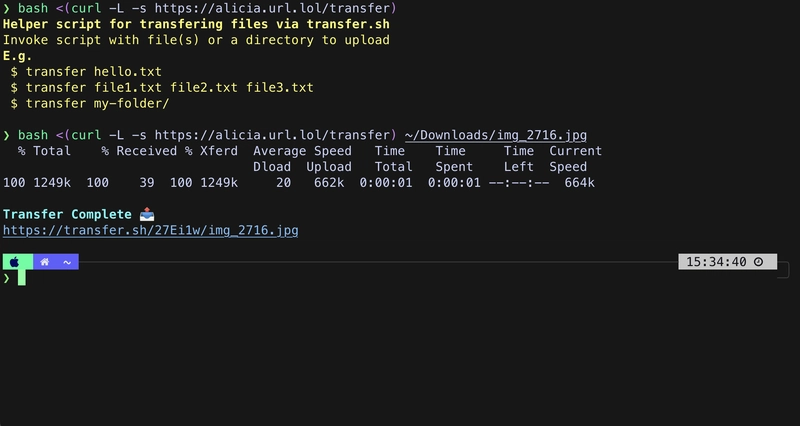 ❯ bash <(curl -L -s https://alicia.url.lol/transfer)
Helper script for transfering files via transfer.sh
Invoke script with file(s) or a directory to upload
E.g.
 $ transfer hello.txt
 $ transfer file1.txt file2.txt file3.txt
 $ transfer my-folder/
❯ bash <(curl -L -s https://alicia.url.lol/transfer) ~/Downloads/img_2716.jpg
  % Total    % Received % Xferd  Average Speed   Time    Time     Time  Current
                                 Dload  Upload   Total   Spent    Left  Speed
100 1249k  100    39  100 1249k     20   662k  0:00:01  0:00:01 --:--:--  664k
Transfer Complete 📤
https://transfer.sh/27Ei1w/img_2716.jpg
~ 15:34:40
❯